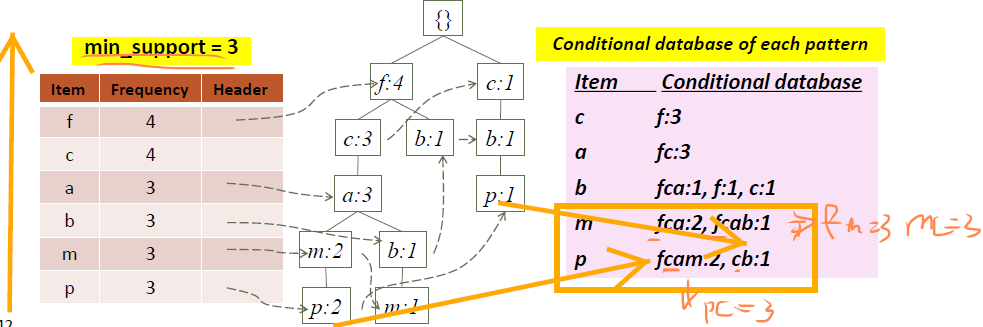 min_support = 3
Item Frequency Header
f 4
c 4
a 3
b 3
m 3
p 3
12
{}
f:4 c:1
c:3 b:1 b:1
a:3 p:1
m:2 b:1
p:2 m:1
Conditional database of each pattern
Item Conditional database
c f:3
a fc:3
b fca:1, f:1, c:1
m fca:2, fcab:1
p fcam:2, cb:1
fm=3 mc=3
pc=3